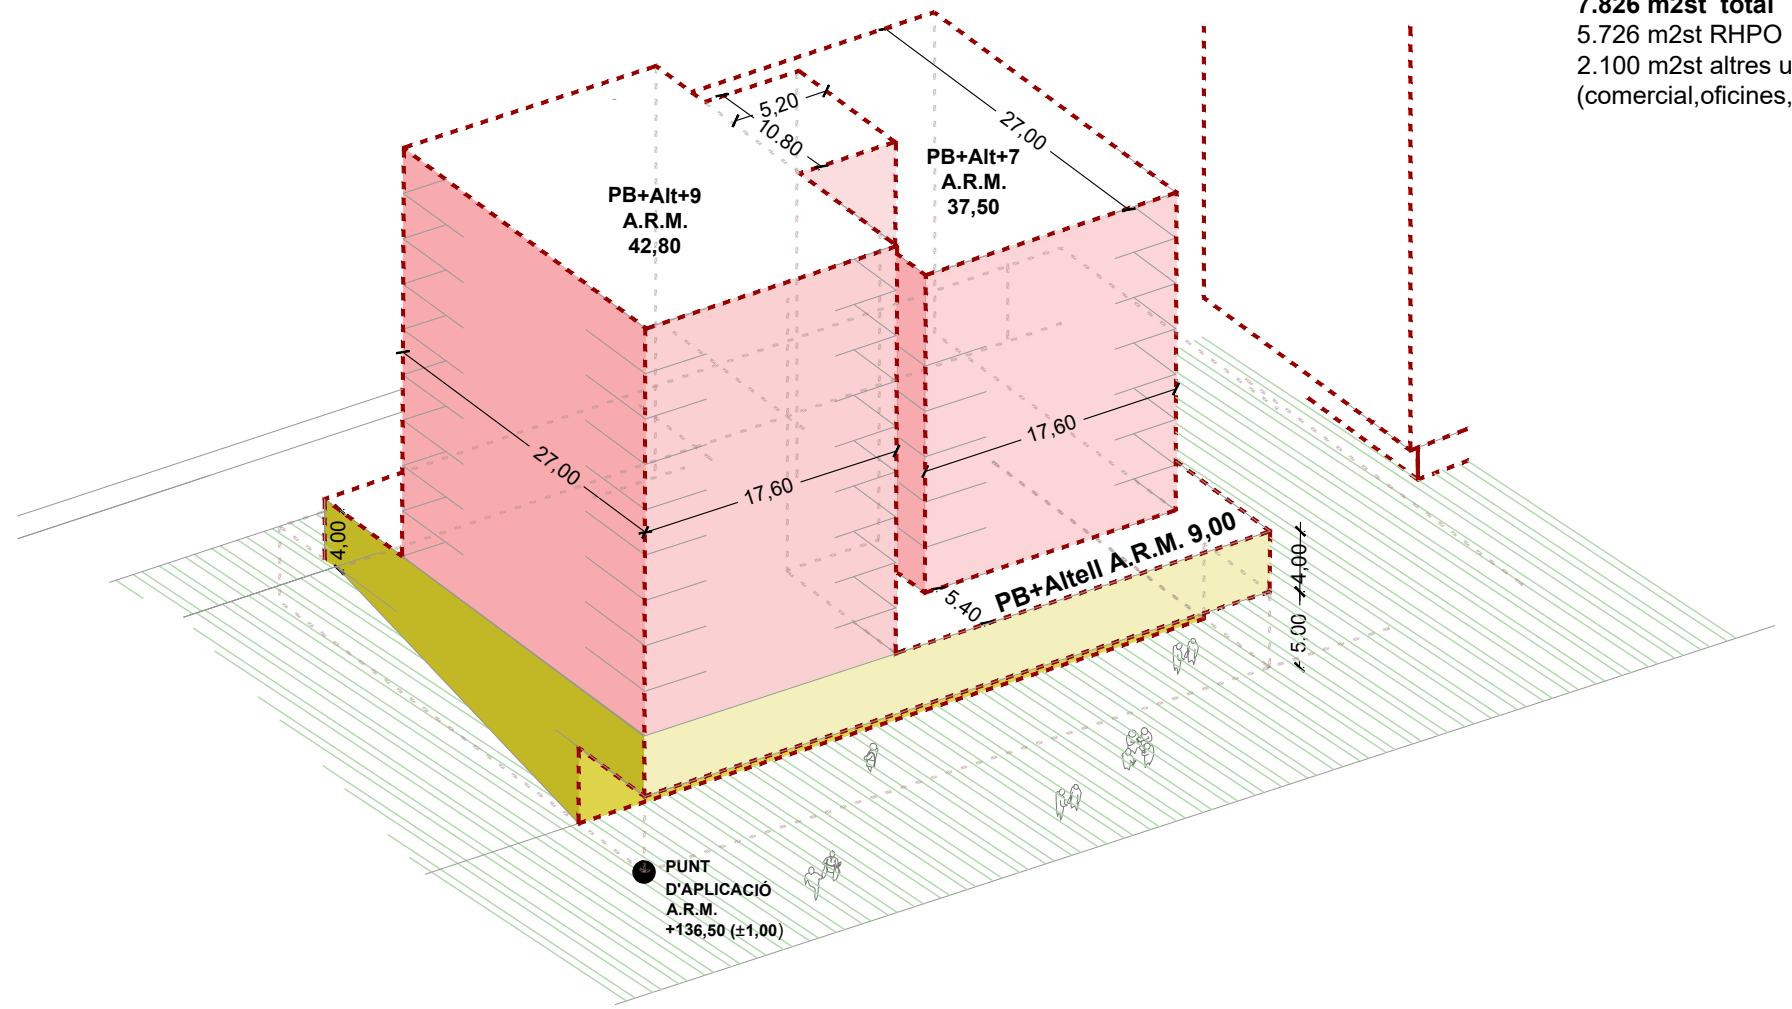 7.826 m2st total
5.726 m2st RHPO
2.100 m2st altres
(comercial,oficines,
5,20
10.80
27,00
PB+Alt+7
A.R.M.
37,50
PB+Alt+9
A.R.M.
42,80
27,00
17,60
17,60
4,00
PB+Altell A.R.M. 9,00
5.40
4,00
5.00
PUNT
D'APLICACIÓ
A.R.M.
+136,50 (±1,00)